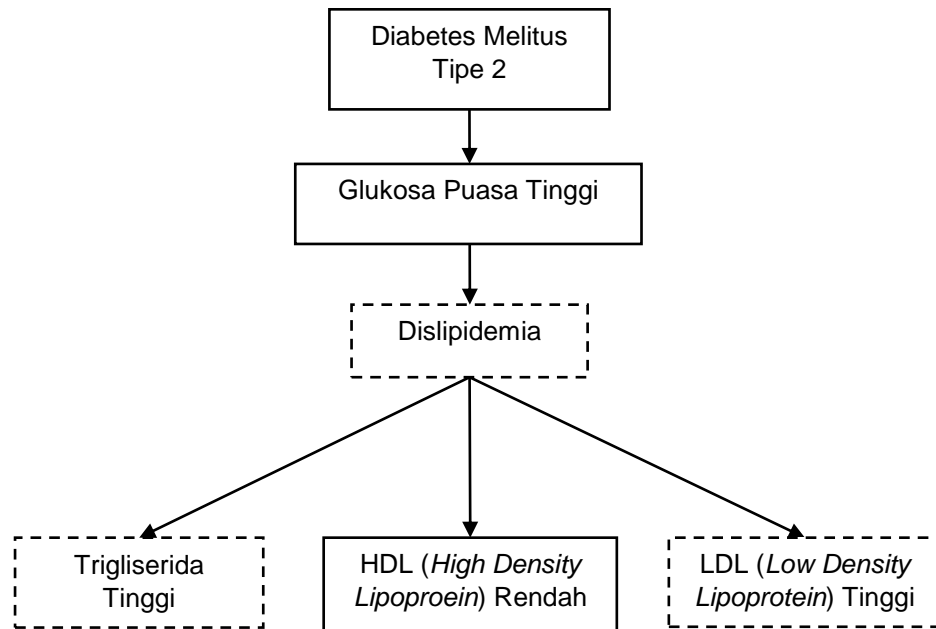 Diabetes Melitus
Tipe 2
Glukosa Puasa Tinggi
Dislipidemia
Trigliserida
Tinggi
HDL (High Density
Lipoproein) Rendah
LDL (Low Density
Lipoprotein) Tinggi